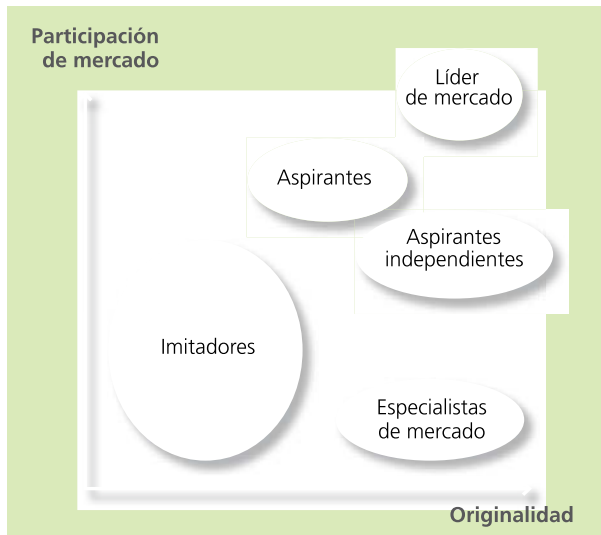 Participación
de mercado
Líder
de mercado
Aspirantes
Aspirantes
independientes
Imitadores
Especialistas
de mercado
Originalidad